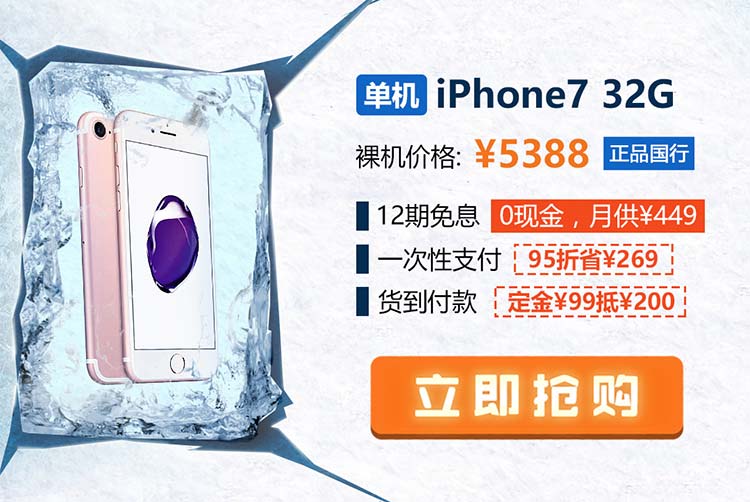 单机 iPhone7 32G
裸机价格: ¥5388 正品国行
12期免息 0现金，月供¥449
一次性支付 95折省¥269
货到付款 定金¥99抵¥200
立即抢购